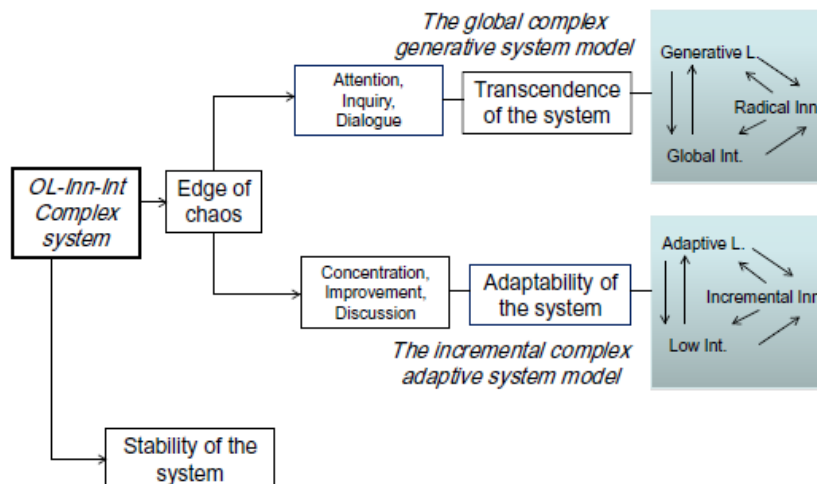 The global complex
generative system model
Attention,
Inquiry,
Dialogue
Transcendence
of the system
Generative L.
Radical Inn
Global Int.
OL-Inn-Int
Complex
system
Edge of
chaos
Concentration,
Improvement,
Discussion
Adaptability of
the system
Adaptive L.
Incremental Inn
Low Int.
The incremental complex
adaptive system model
Stability of the
system